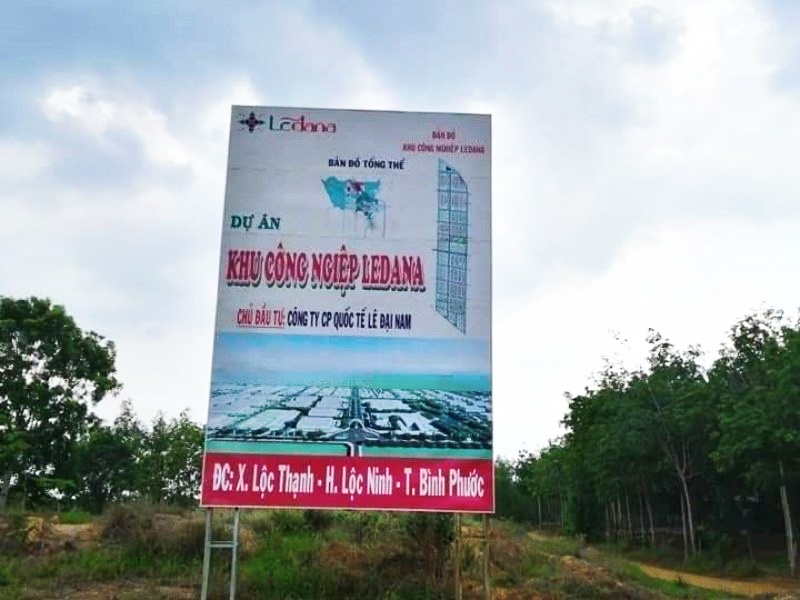 Ledana
BẢN ĐỒ
KHU CÔNG NGHIỆP LEDANA
BẢN ĐỒ TỔNG THỂ
DỰ ÁN
KHU CÔNG NGIỆP LEDANA
CHỦ ĐẦU TƯ: CÔNG TY CP QUỐC TẾ LÊ ĐẠI NAM
ĐC: X. Lộc Thạnh - H. Lộc Ninh - T. Bình Phước